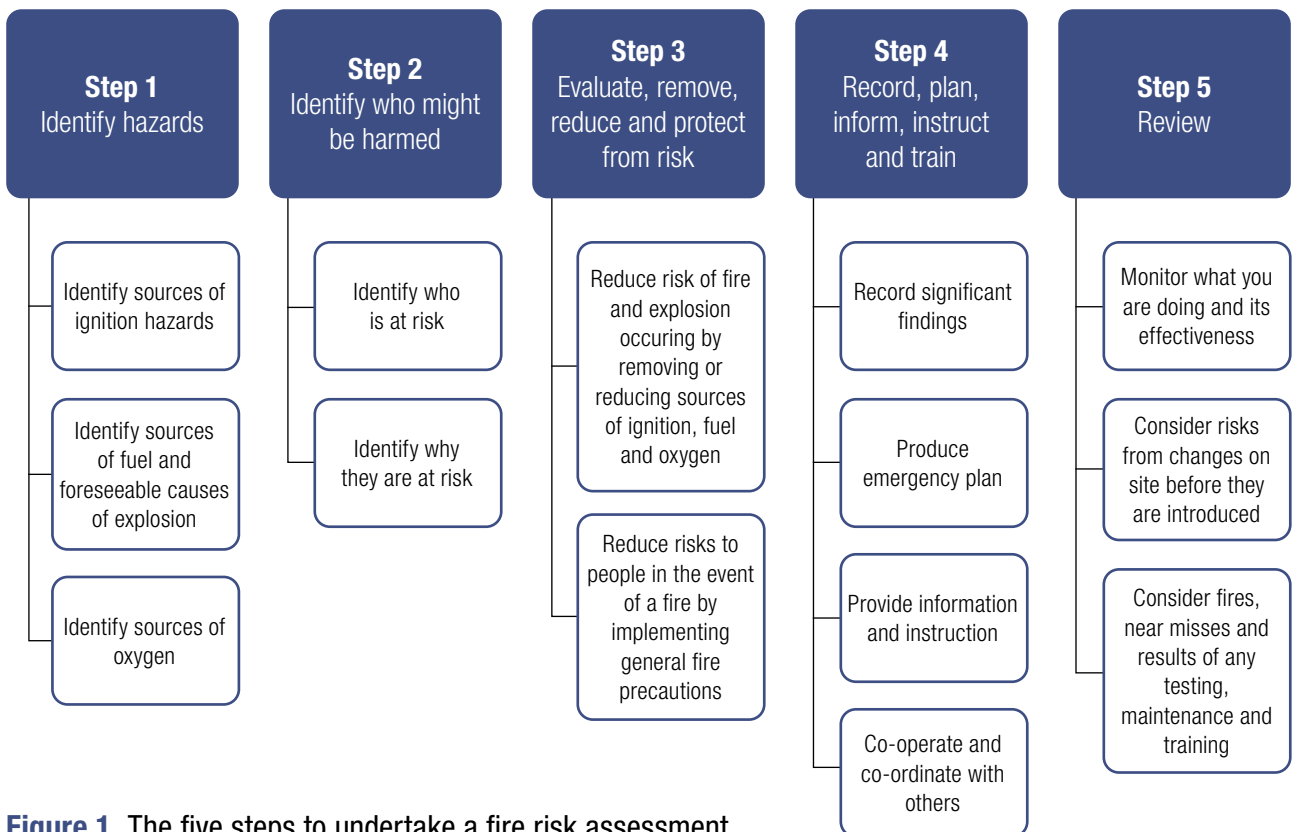 Step 1
Identify hazards
Identify sources of
ignition hazards
Identify sources
of fuel and
foreseeable causes
of explosion
Identify sources of
oxygen
Step 2
Identify who might
be harmed
Identify who
is at risk
Identify why
they are at risk
Step 3
Evaluate, remove,
reduce and protect
from risk
Reduce risk of fire
and explosion
occuring by
removing or
reducing sources
of ignition, fuel
and oxygen
Reduce risks to
people in the event
of a fire by
implementing
general fire
precautions
Step 4
Record, plan,
inform, instruct
and train
Record significant
findings
Produce
emergency plan
Provide information
and instruction
Co-operate and
co-ordinate with
others
Step 5
Review
Monitor what you
are doing and its
effectiveness
Consider risks
from changes on
site before they
are introduced
Consider fires,
near misses and
results of any
testing,
maintenance and
training
Figure 1 The five steps to undertake a fire risk assessment